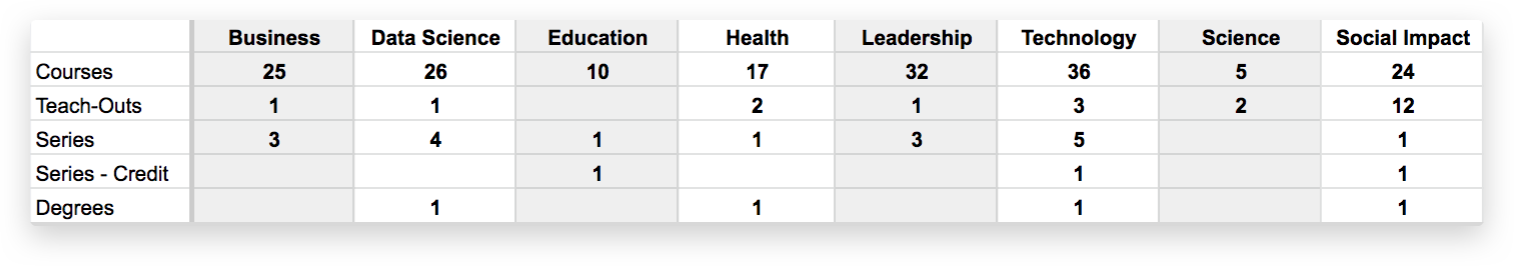 Business Data Science Education Health Leadership Technology Science Social Impact
Courses 25 26 10 17 32 36 5 24
Teach-Outs 1 1 2 1 3 2 12
Series 3 4 1 1 3 5 1
Series - Credit 1 1 1
Degrees 1 1 1 1